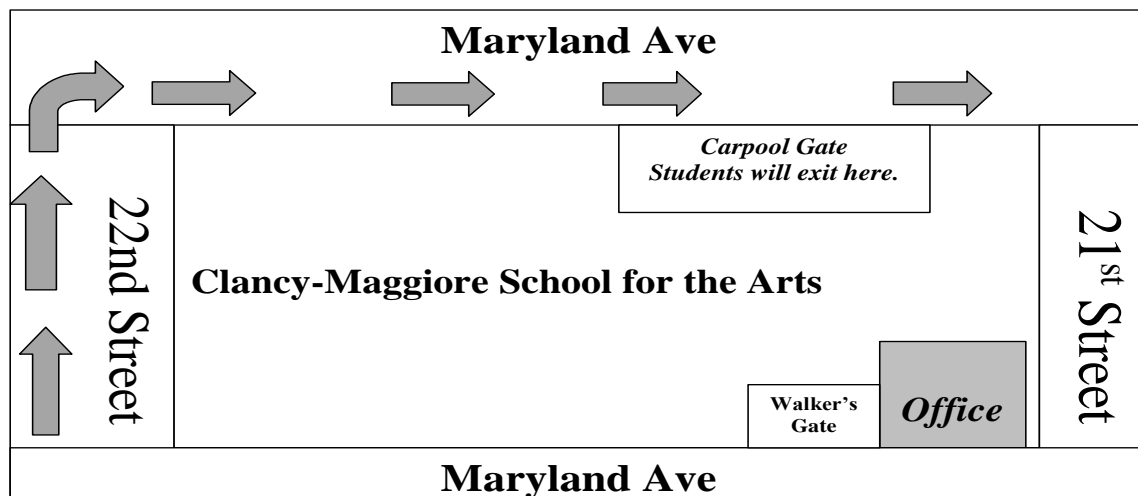 Maryland Ave
Carpool Gate
Students will exit here.
22nd Street
Clancy-Maggiore School for the Arts
21st Street
Walker's
Gate
Office
Maryland Ave